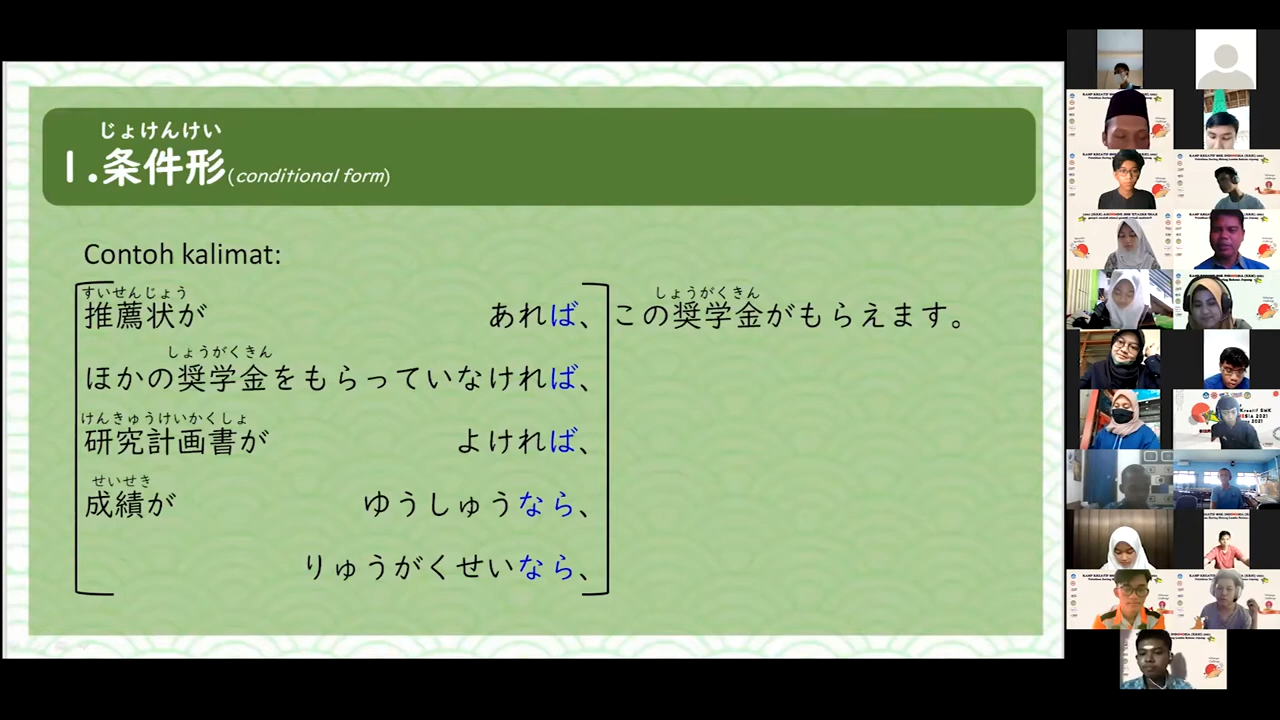 じょけんけい
1.条件形(conditional form)
Contoh kalimat:
すいせんじょう
推薦状が あれば、
しょうがくきん
この奨学金がもらえます。
しょうがくきん
ほかの奨学金をもらっていなければ、
けんきゅうけいかくしょ
研究計画書が よければ、
せいせき
成績が ゆうしゅうなら、
りゅうがくせいなら、